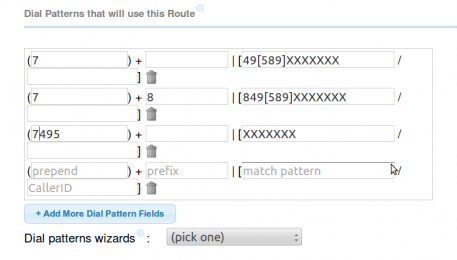 Dial Patterns that will use this Route
(7 ) + | [49[589]XXXXXXX /
]
(7 ) + 8 | [849[589]XXXXXXX /
]
(7495 ) + | [XXXXXXX /
]
(prepend ) + prefix | [match pattern /
CallerID ]
+ Add More Dial Pattern Fields
Dial patterns wizards : (pick one)